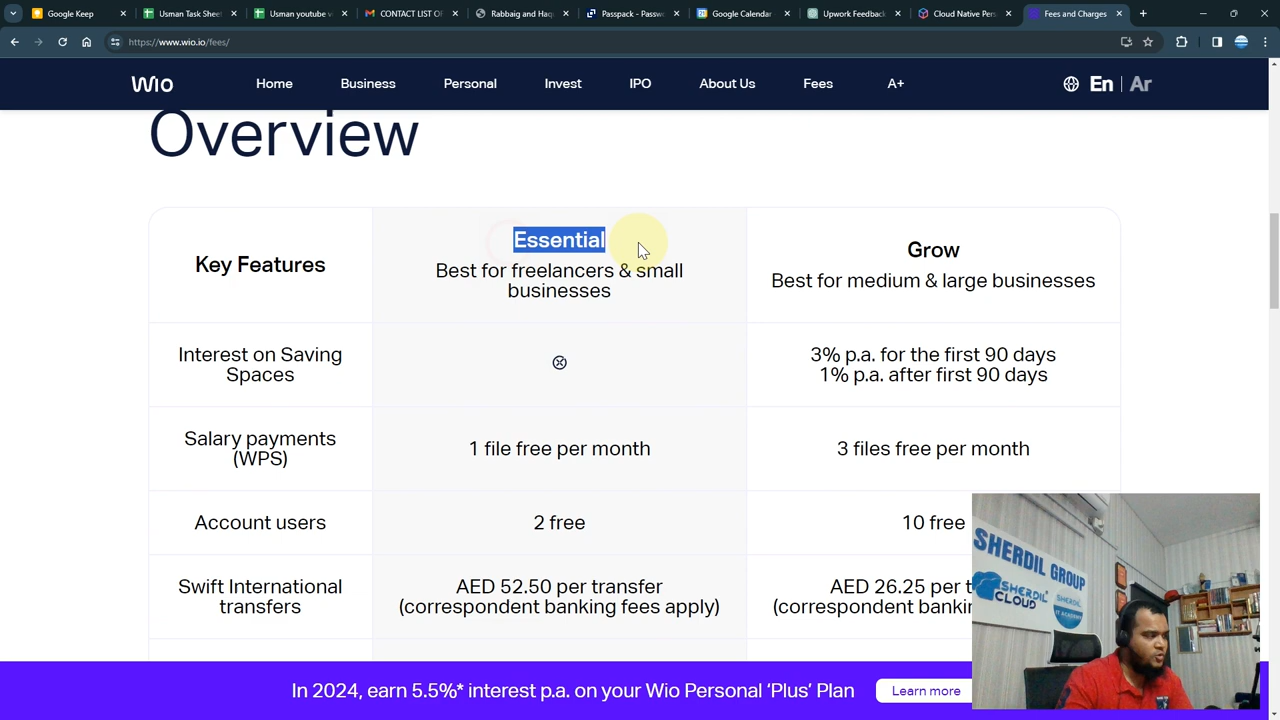 Google Keep
Usman Task Sheet
Usman youtube v
CONTACT LIST OF
Rabbaig and Haq
Passpack - Passw
Google Calendar
Upwork Feedback
Cloud Native Pers
Fees and Charges
https://www.wio.io/fees/
Wio
Home
Business
Personal
Invest
IPO
About Us
Fees
A+
En | Ar
Overview
Key Features
Essential
Best for freelancers & small
businesses
Grow
Best for medium & large businesses
Interest on Saving
Spaces
3% p.a. for the first 90 days
1% p.a. after first 90 days
Salary payments
(WPS)
1 file free per month
3 files free per month
Account users
2 free
10 free
Swift International
transfers
AED 52.50 per transfer
(correspondent banking fees apply)
AED 26.25 per t
(correspondent bankin
In 2024, earn 5.5%* interest p.a. on your Wio Personal ‘Plus’ Plan
Learn more
SHERDIL GROUP
SHERDIL
CLOUD
SHERDIL
IT ACADEMY